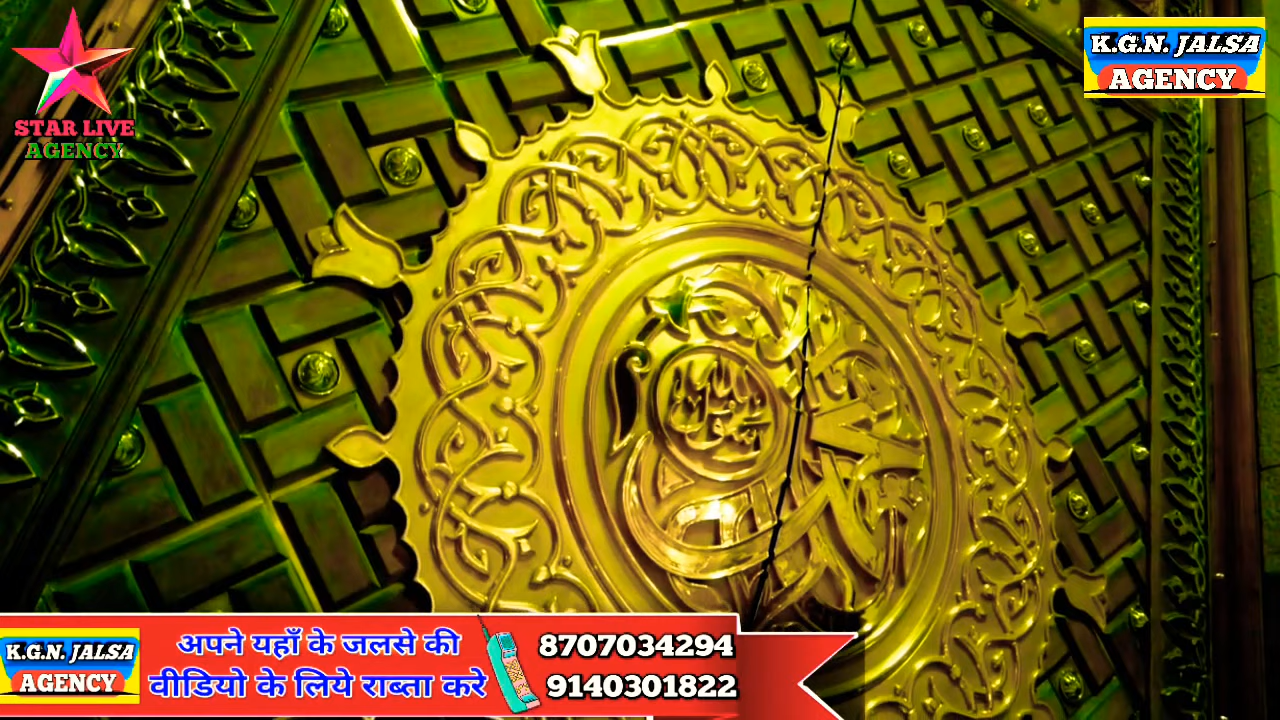 STAR LIVE
AGENCY
K.G.N. JALSA
AGENCY
K.G.N. JALSA
AGENCY
अपने यहाँ के जलसे की
वीडियो के लिये राब्ता करे
8707034294
9140301822